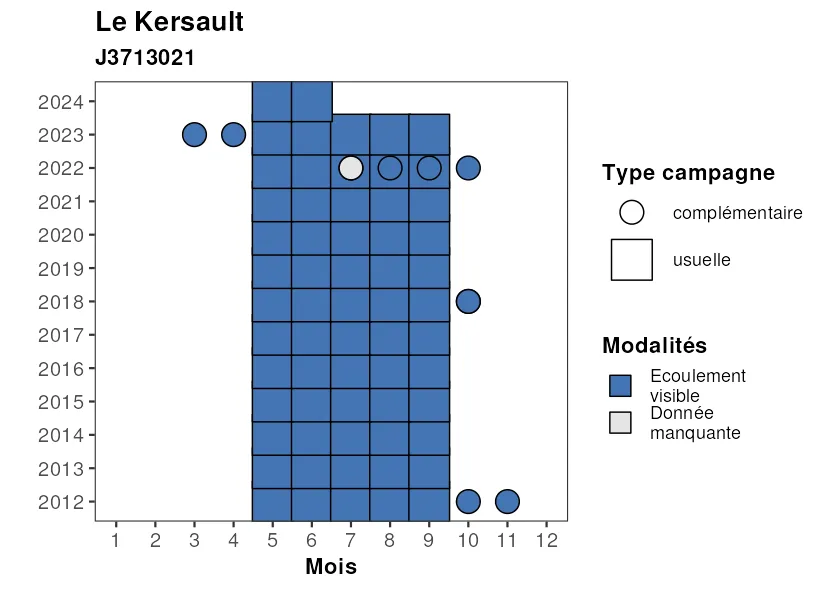 Le Kersault
J3713021
2024
2023
2022
2021
2020
2019
2018
2017
2016
2015
2014
2013
2012
1 2 3 4 5 6 7 8 9 10 11 12
Mois
Type campagne
complémentaire
usuelle
Modalités
Ecoulement
visible
Donnée
manquante